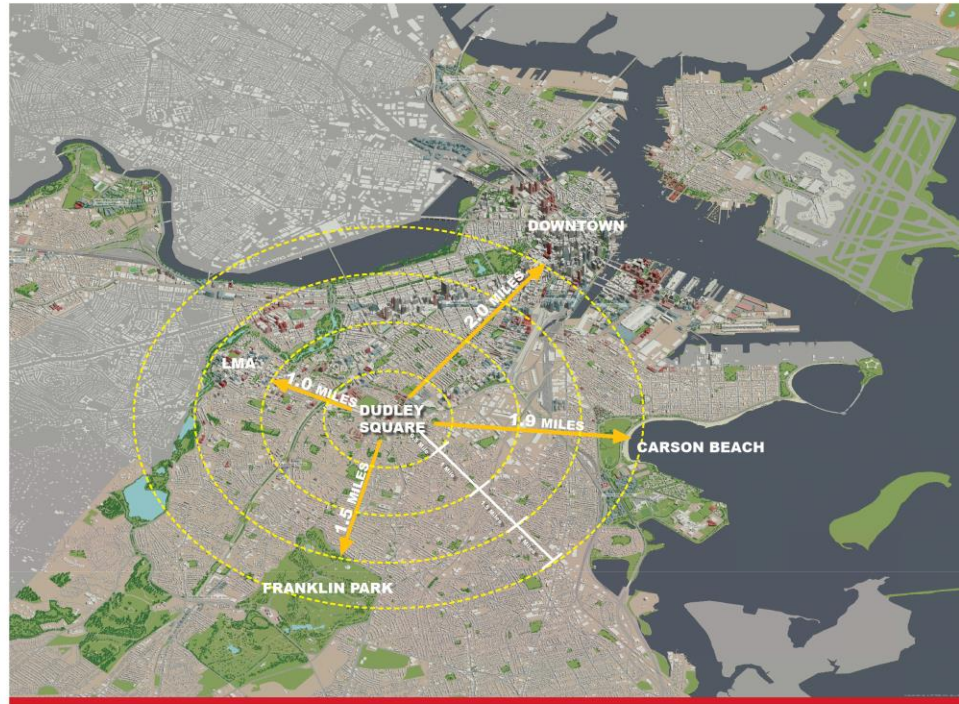 DOWNTOWN
2.0 MILES
LMA
1.0 MILES
DUDLEY
SQUARE
1.9 MILES
CARSON BEACH
1.5 MILES
FRANKLIN PARK